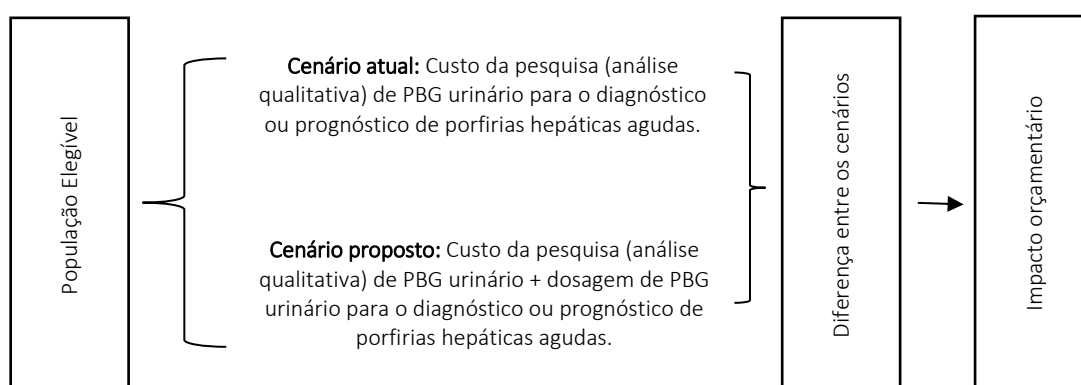 População Elegível
Cenário atual: Custo da pesquisa (análise
qualitativa) de PBG urinário para o diagnóstico
ou prognóstico de porfirias hepáticas agudas.
Cenário proposto: Custo da pesquisa (análise
qualitativa) de PBG urinário + dosagem de PBG
urinário para o diagnóstico ou prognóstico de
porfirias hepáticas agudas.
Diferença entre os cenários
Impacto orçamentário